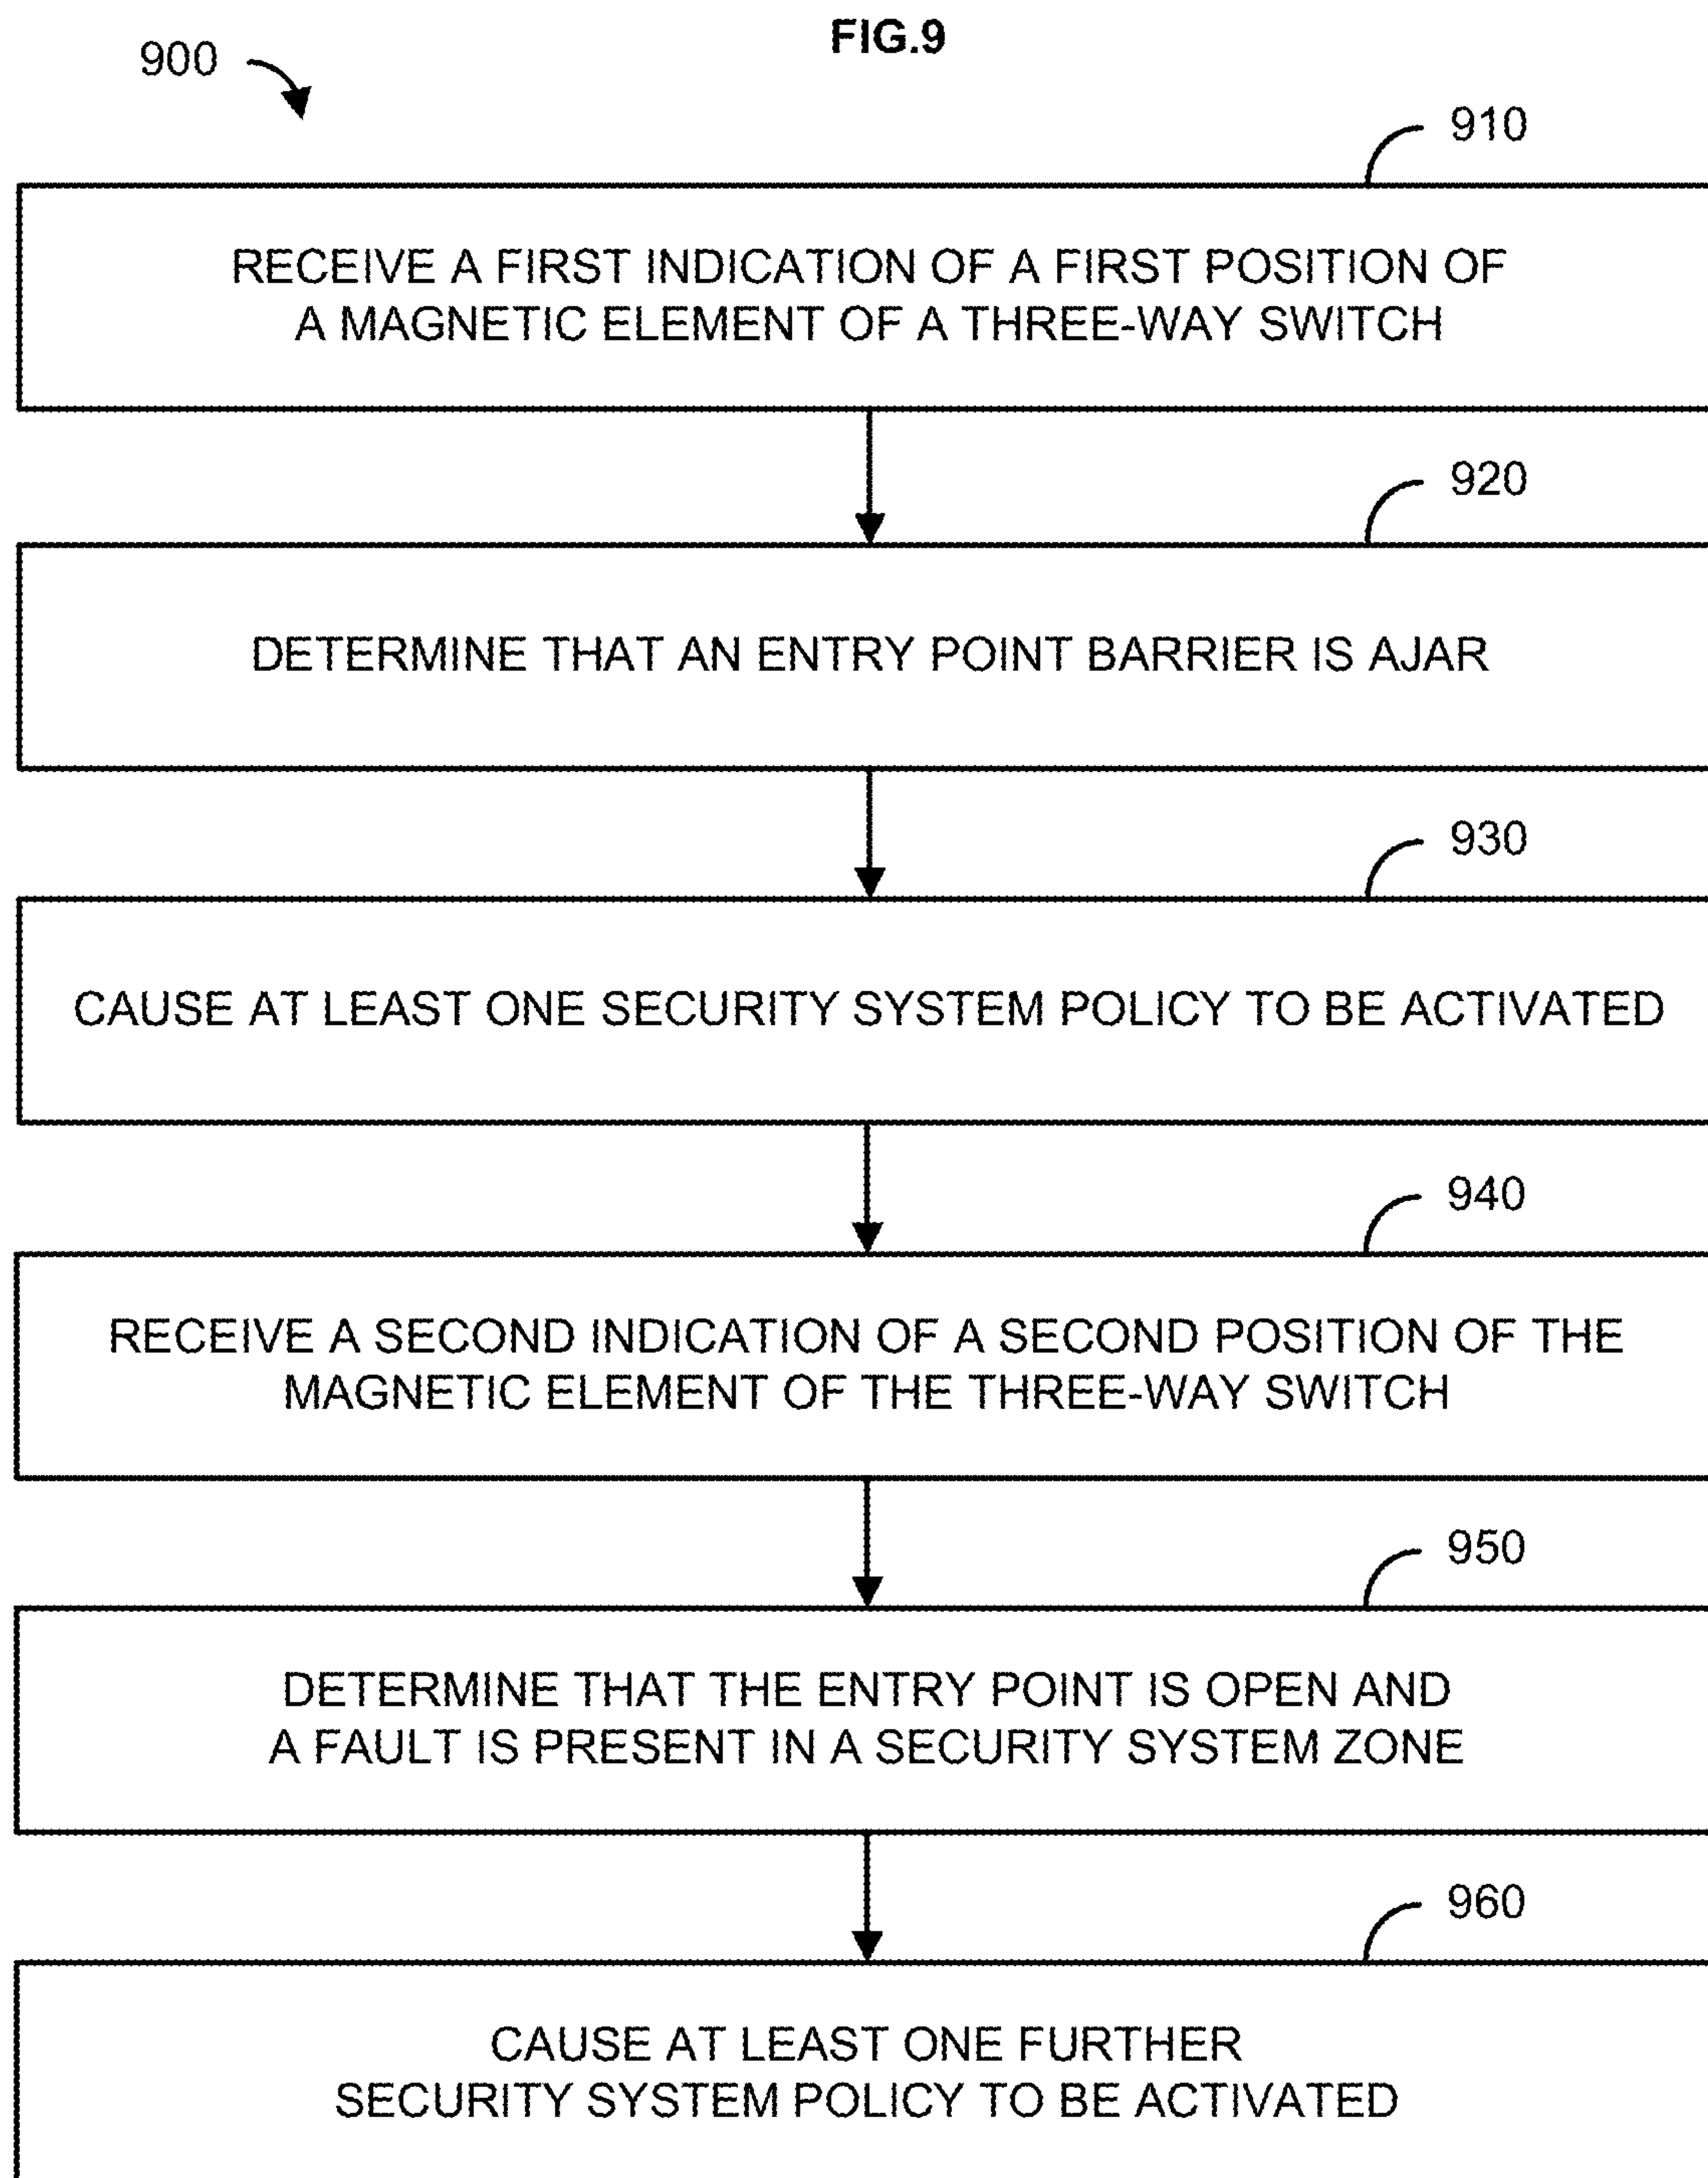 FIG.9
900
910
RECEIVE A FIRST INDICATION OF A FIRST POSITION OF
A MAGNETIC ELEMENT OF A THREE-WAY SWITCH
920
DETERMINE THAT AN ENTRY POINT BARRIER IS AJAR
930
CAUSE AT LEAST ONE SECURITY SYSTEM POLICY TO BE ACTIVATED
940
RECEIVE A SECOND INDICATION OF A SECOND POSITION OF THE
MAGNETIC ELEMENT OF THE THREE-WAY SWITCH
950
DETERMINE THAT THE ENTRY POINT IS OPEN AND
A FAULT IS PRESENT IN A SECURITY SYSTEM ZONE
960
CAUSE AT LEAST ONE FURTHER
SECURITY SYSTEM POLICY TO BE ACTIVATED